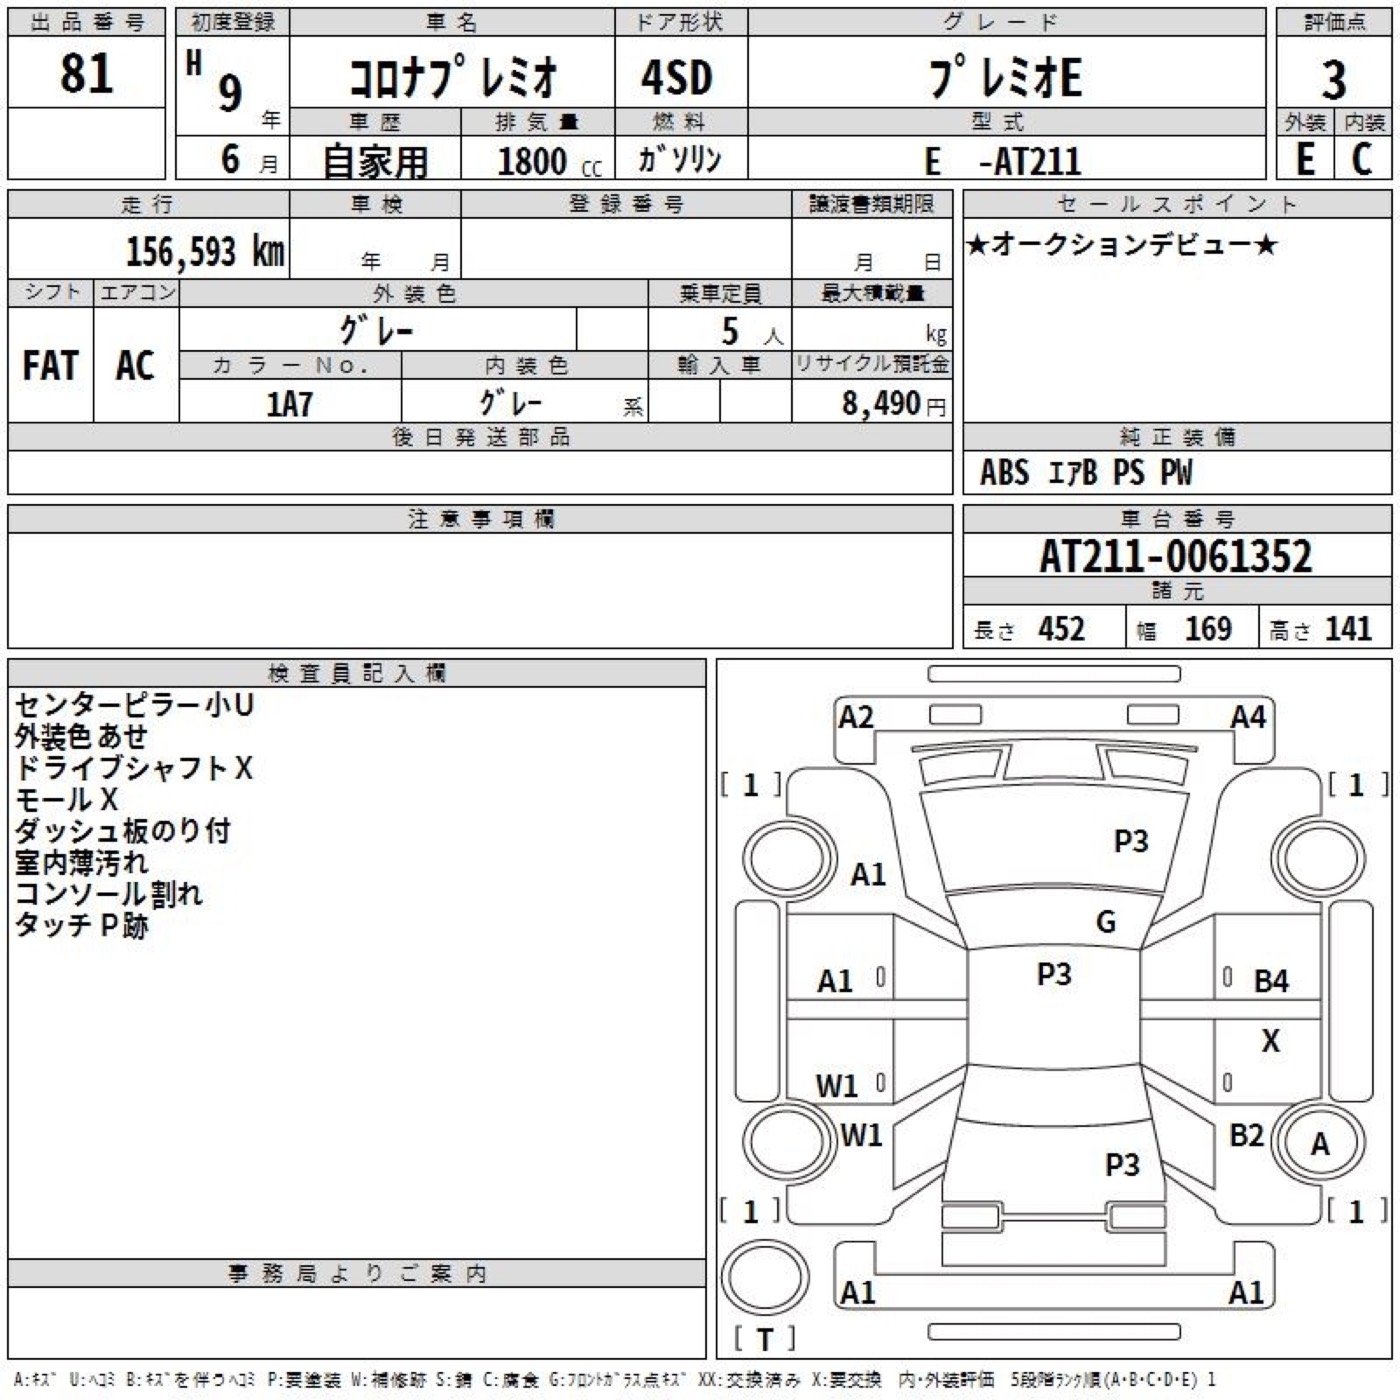 出品番号 初度登録 車名 ドア形状 グレード 評価点
81 H 9 年 コロナプレミオ 4SD プレミオE 3
車歴 排気量 燃料 型式 外装 内装
6 月 自家用 1800 cc ガソリン E -AT211 E C
走行 車検 登録番号 譲渡書類期限 セールスポイント
156,593 km 年 月 月 日 ★オークションデビュー★
シフト エアコン 外装色 乗車定員 最大積載量
FAT AC グレー 5 人 kg
カラーNo. 内装色 輸入車 リサイクル預託金
1A7 グレー 系 8,490 円
後日発送部品 純正装備
ABS エアB PS PW
注意事項欄 車台番号
AT211-0061352
諸元
長さ 452 幅 169 高さ 141
検査員記入欄
センターピラー小U
外装色あせ
ドライブシャフトX
モールX
ダッシュ板のり付
室内薄汚れ
コンソール割れ
タッチP跡
事務局よりご案内
A2 A4
[ 1 ] [ 1 ]
P3
A1
G
P3
A1 B4
X
W1
W1 B2 A
P3
[ 1 ] [ 1 ]
A1 A1
[ T ]
A:キズ U:ヘコミ B:キズを伴うヘコミ P:要塗装 W:補修跡 S:錆 C:腐食 G:フロントガラス点キズ XX:交換済み X:要交換 内・外装評価 5段階ランク順(A・B・C・D・E) 1